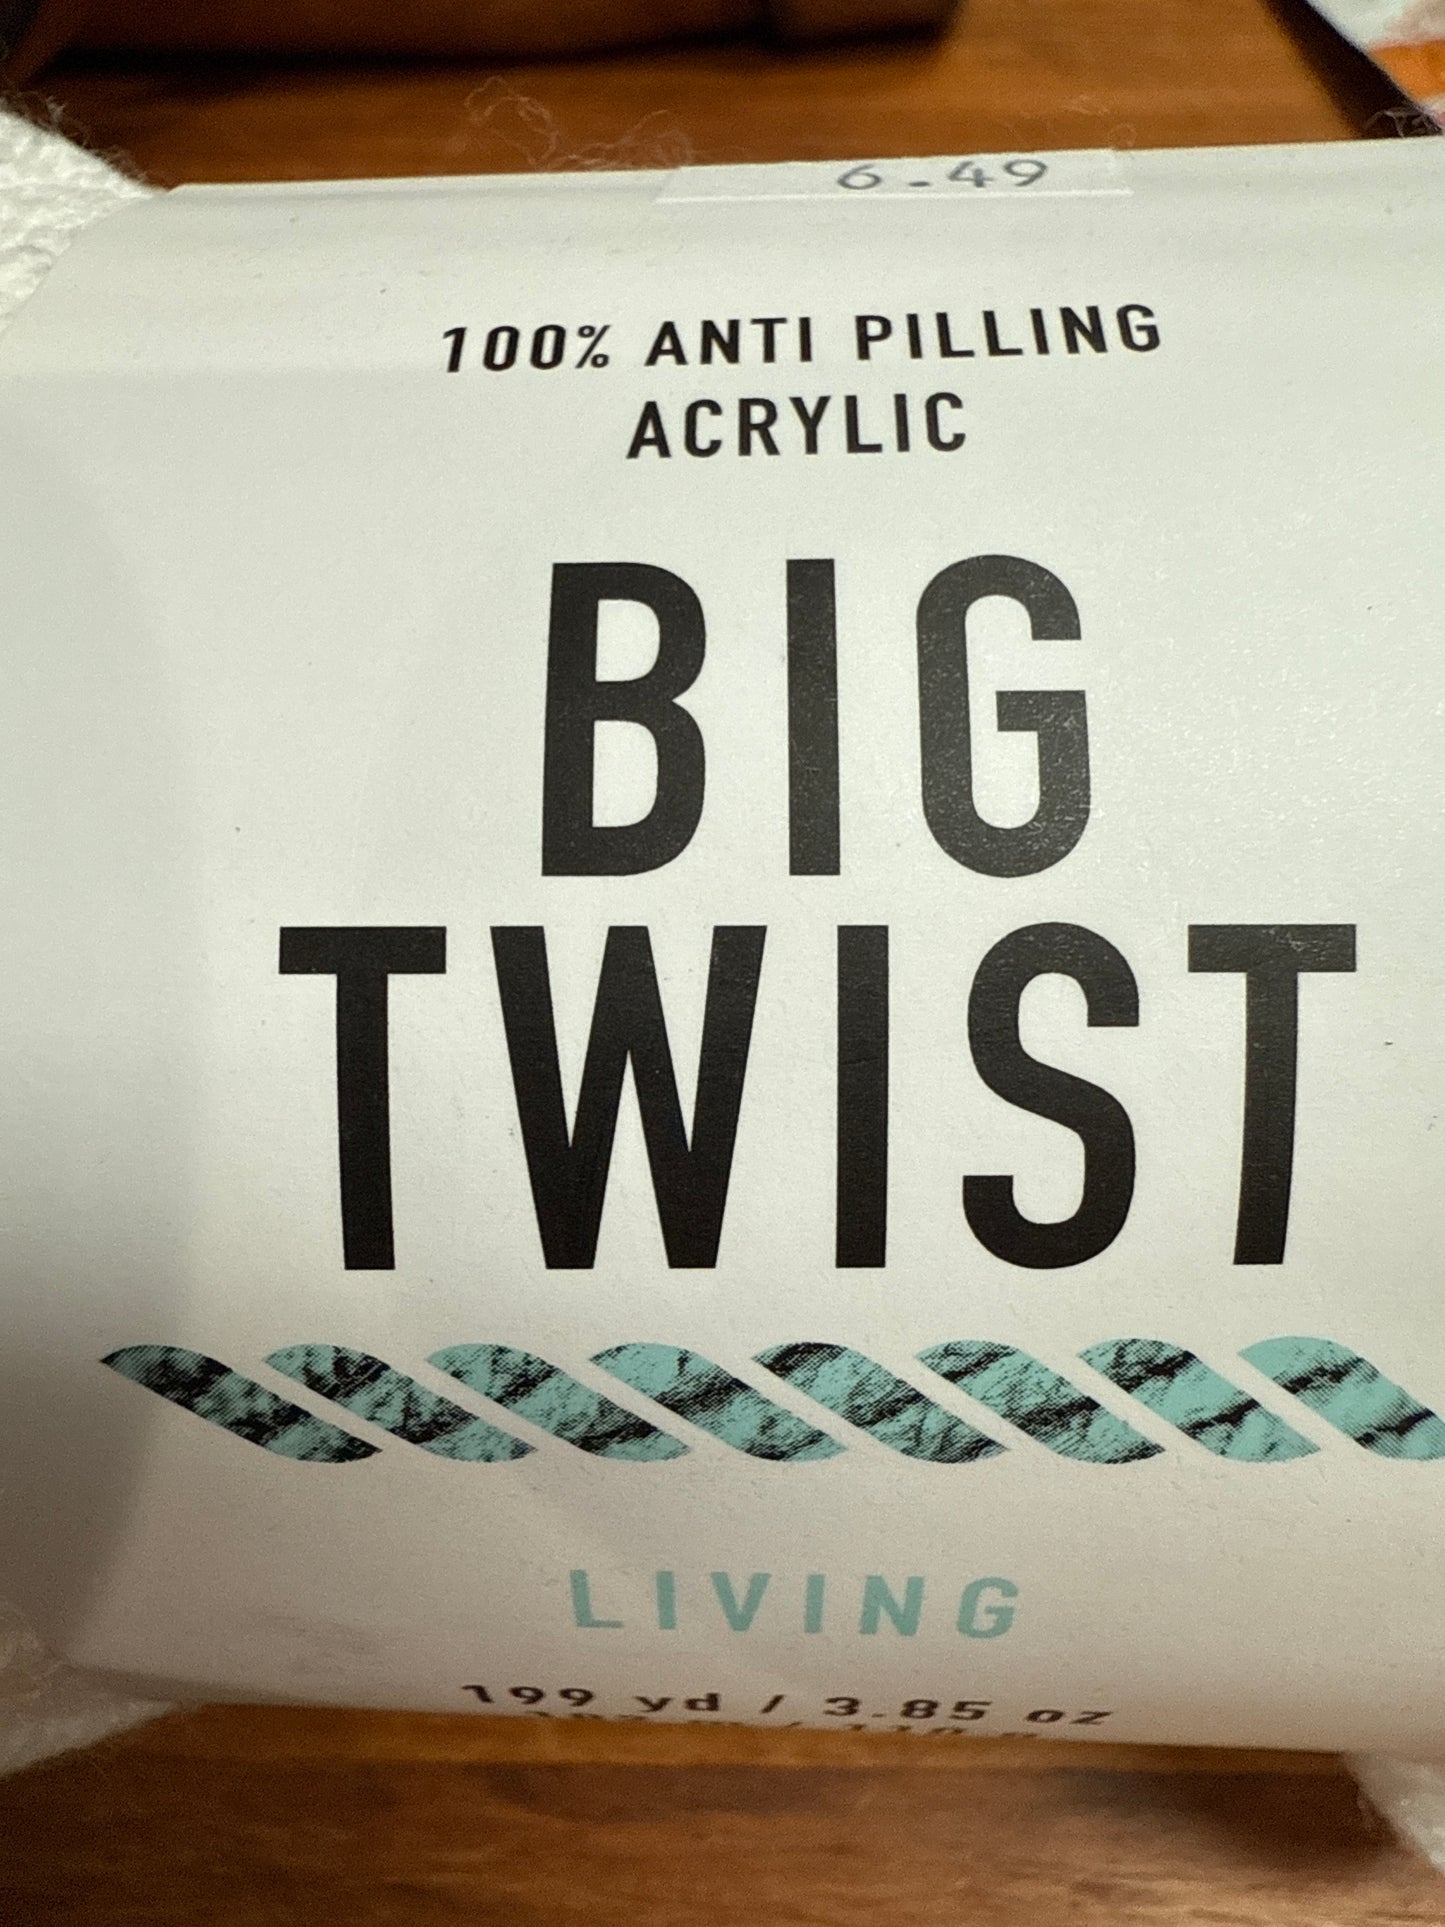 6.49
100% ANTI PILLING
ACRYLIC
BIG
TWIST
LIVING
199 yd / 3.85 oz